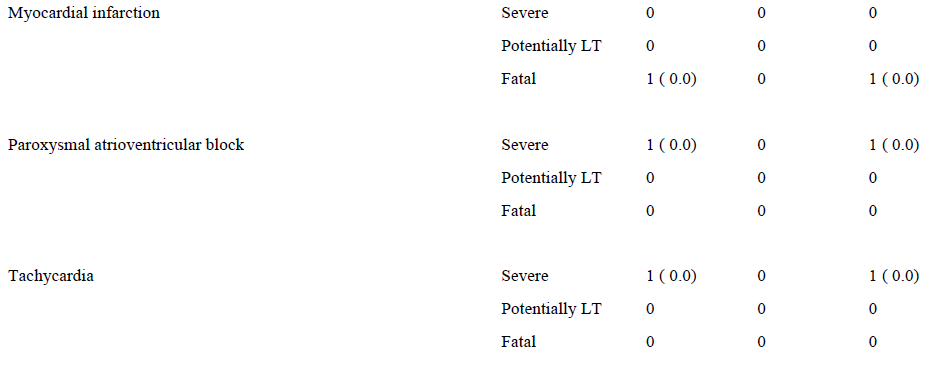 Myocardial infarction Severe 0 0 0
Potentially LT 0 0 0
Fatal 1 ( 0.0) 0 1 ( 0.0)
Paroxysmal atrioventricular block Severe 1 ( 0.0) 0 1 ( 0.0)
Potentially LT 0 0 0
Fatal 0 0 0
Tachycardia Severe 1 ( 0.0) 0 1 ( 0.0)
Potentially LT 0 0 0
Fatal 0 0 0